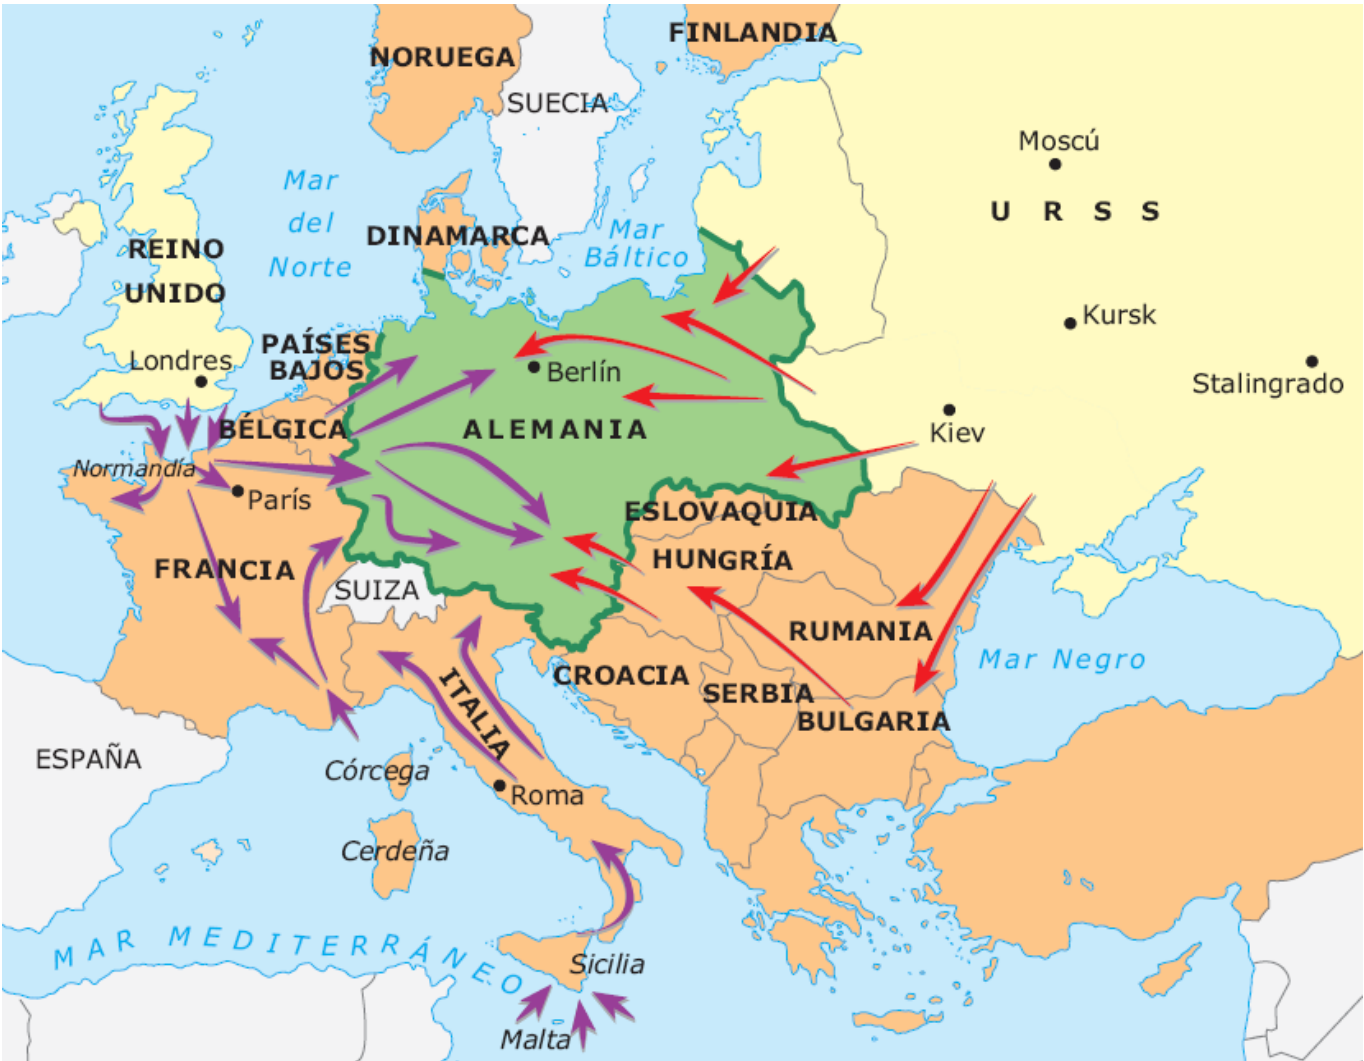 FINLANDIA
NORUEGA
SUECIA
Moscú
U R S S
Mar
del
Norte
DINAMARCA
Mar
Báltico
REINO
UNIDO
Kursk
PAÍSES
BAJOS
Londres
Berlín
Stalingrado
BÉLGICA
ALEMANIA
Kiev
Normandía
París
ESLOVAQUIA
HUNGRÍA
FRANCIA
SUIZA
RUMANIA
Mar Negro
CROACIA
SERBIA
BULGARIA
ITALIA
ESPAÑA
Córcega
Roma
Cerdeña
MAR MEDITERRÁNEO
Sicilia
Malta